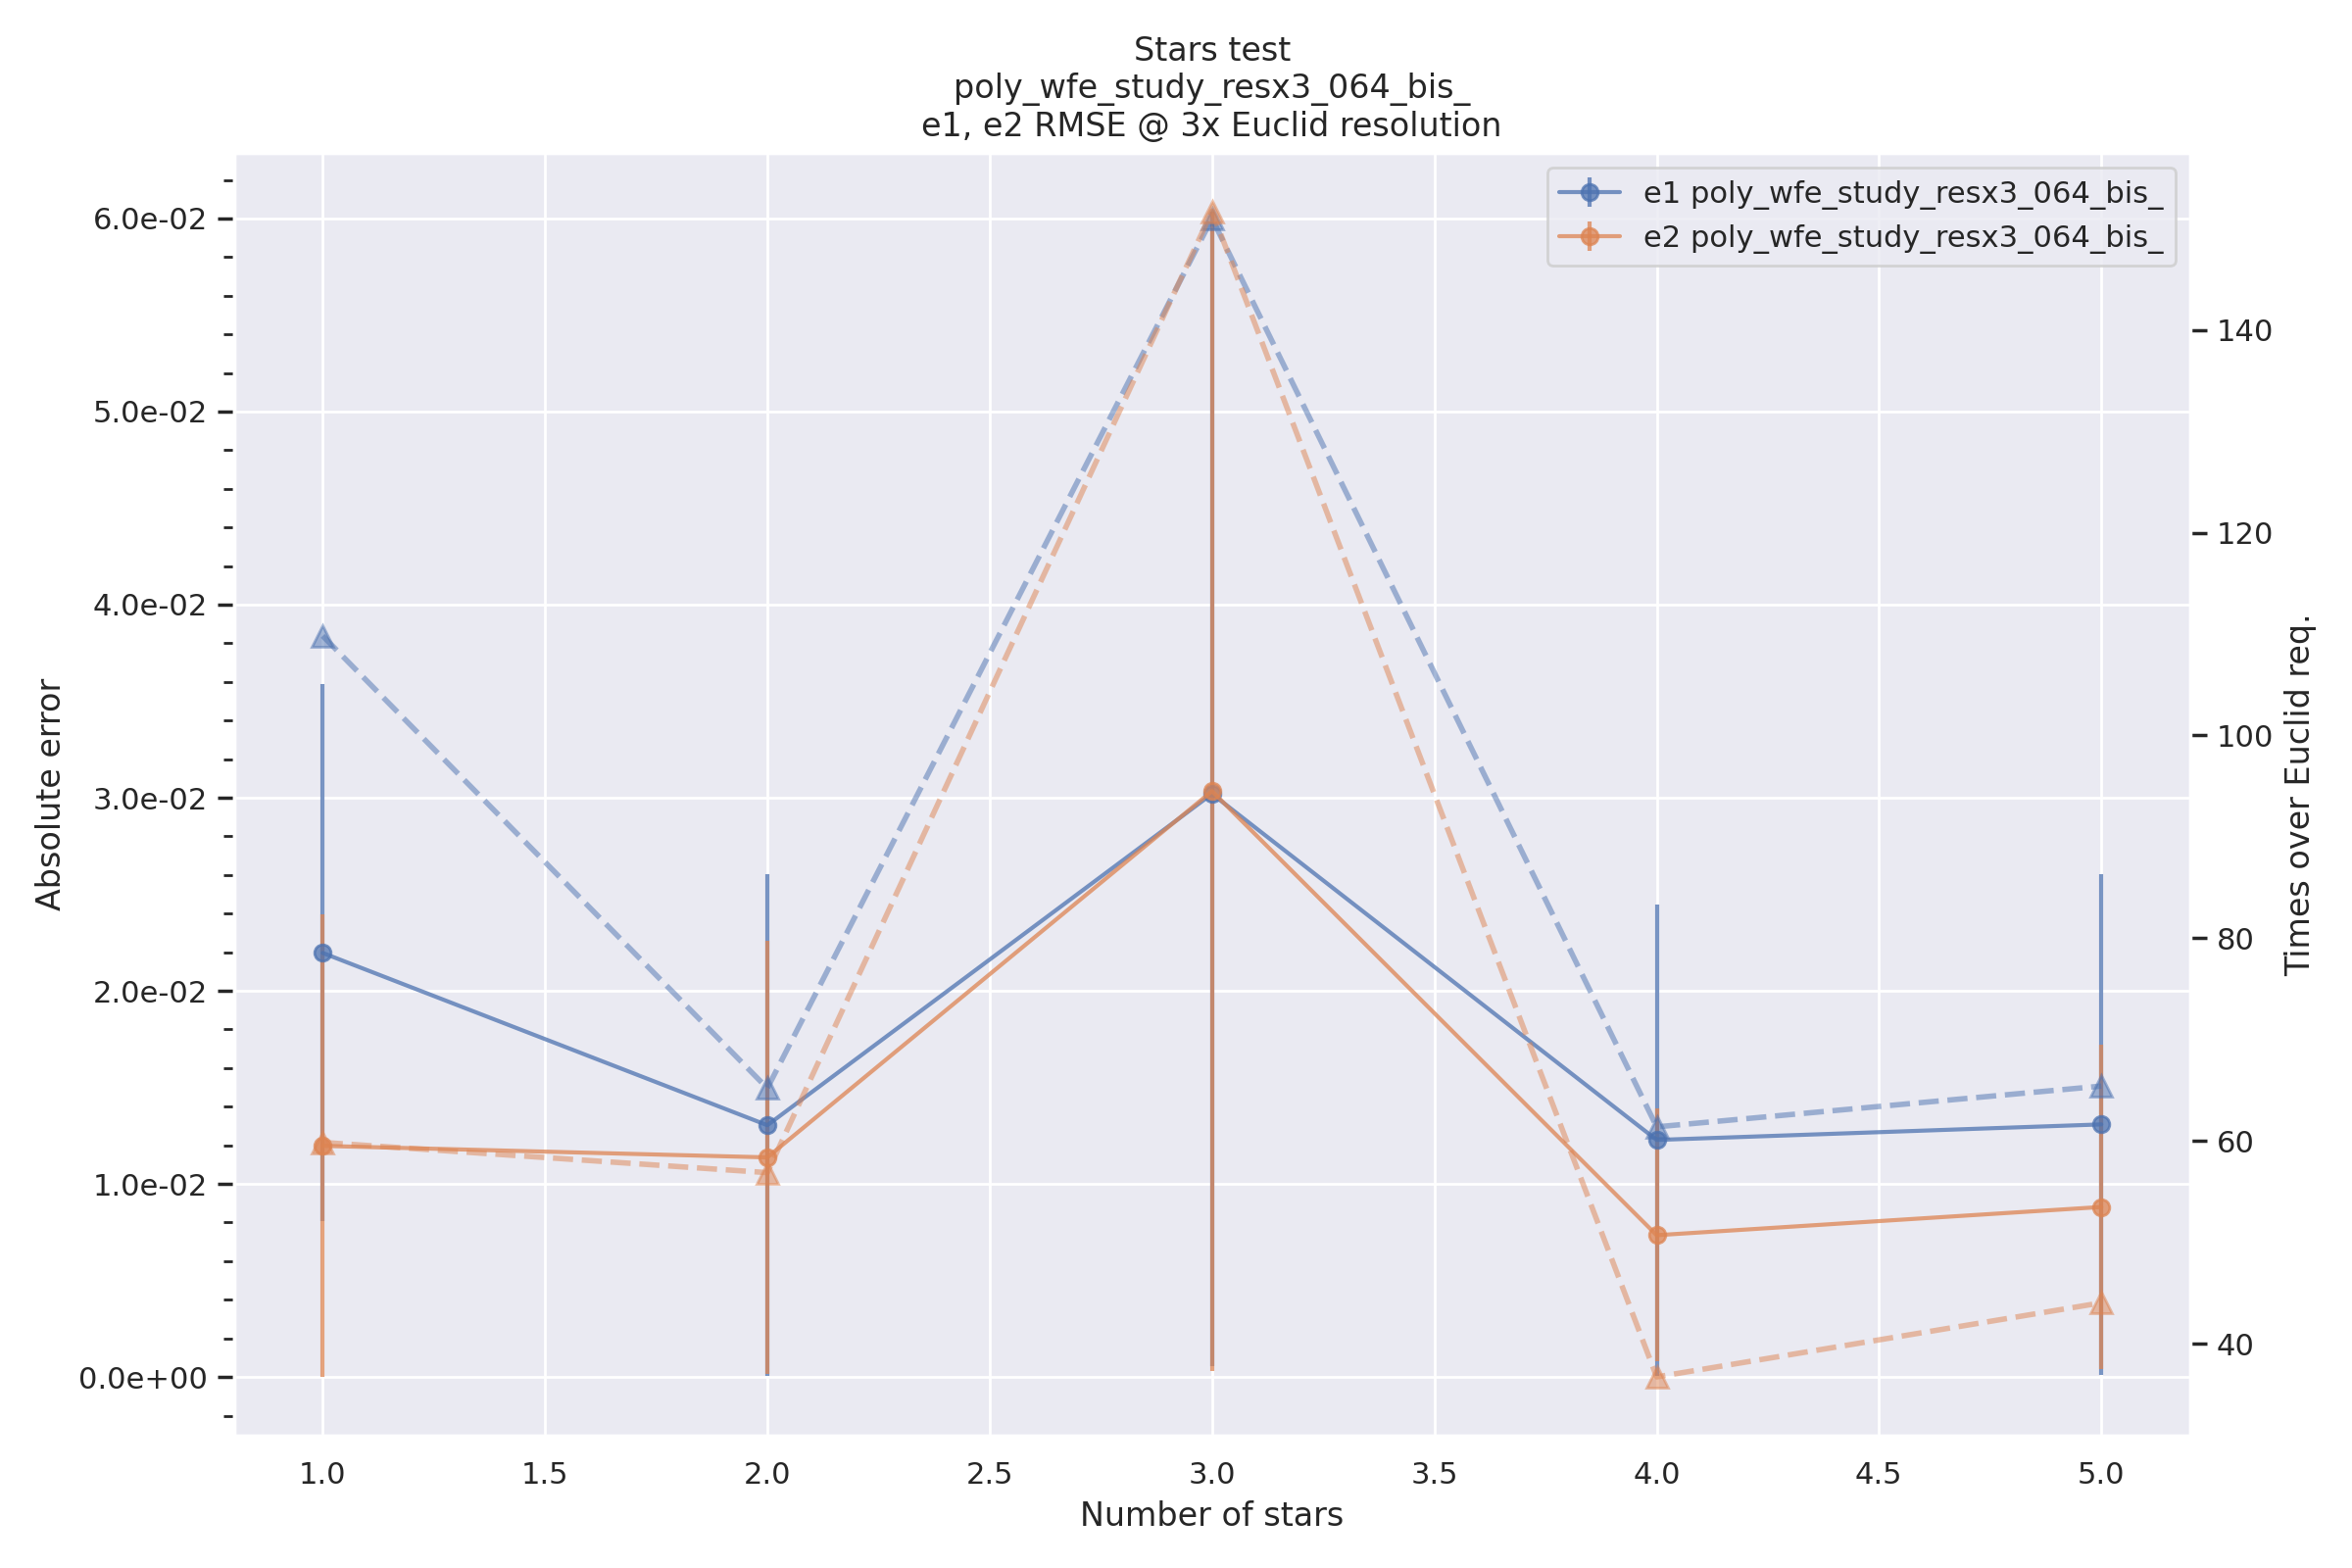 Stars test
poly_wfe_study_resx3_064_bis_
e1, e2 RMSE @ 3x Euclid resolution
e1 poly_wfe_study_resx3_064_bis_
e2 poly_wfe_study_resx3_064_bis_
6.0e-02
5.0e-02
4.0e-02
3.0e-02
2.0e-02
1.0e-02
0.0e+00
Absolute error
140
120
100
80
60
40
Times over Euclid req.
1.0 1.5 2.0 2.5 3.0 3.5 4.0 4.5 5.0
Number of stars